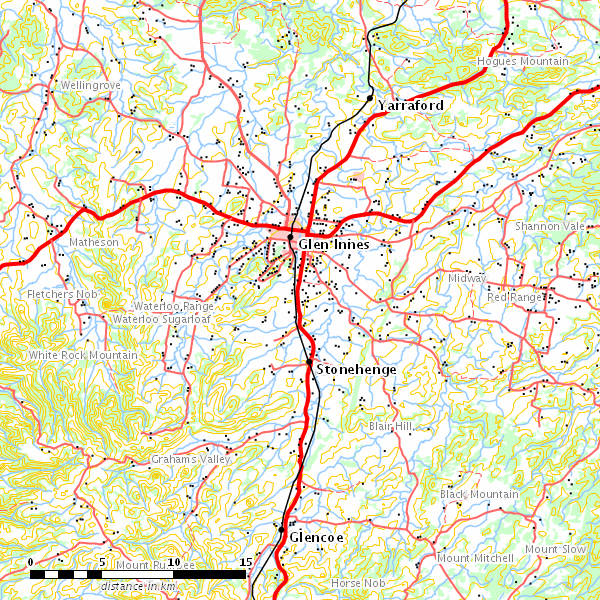 Hogues Mountain
Wellingrove
Yarraford
Shannon Vale
Matheson
Glen Innes
Midway
Fletchers Nob
Red Range
Waterloo Range
Waterloo Sugarloaf
White Rock Mountain
Stonehenge
Blair Hill
Grahams Valley
Black Mountain
Glencoe
Mount Slow
Mount Mitchell
0 5 10 15
Mount Rumbee
distance in km
Horse Nob